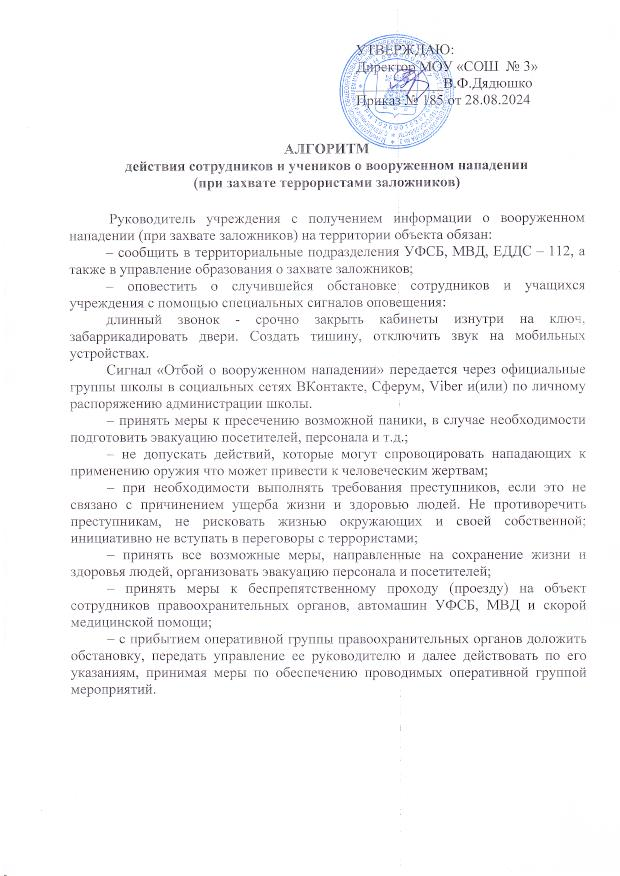 УТВЕРЖДАЮ:
Директор МОУ «СОШ № 3»
В.Ф.Дядюшко
Приказ № 185 от 28.08.2024
АЛГОРИТМ
действия сотрудников и учеников о вооруженном нападении
(при захвате террористами заложников)
Руководитель учреждения с получением информации о вооруженном
нападении (при захвате заложников) на территории объекта обязан:
– сообщить в территориальные подразделения УФСБ, МВД, ЕДДС – 112, а
также в управление образования о захвате заложников;
– оповестить о случившейся обстановке сотрудников и учащихся
учреждения с помощью специальных сигналов оповещения:
длинный звонок - срочно закрыть кабинеты изнутри на ключ,
забаррикадировать двери. Создать тишину, отключить звук на мобильных
устройствах.
Сигнал «Отбой о вооруженном нападении» передается через официальные
группы школы в социальных сетях ВКонтакте, Сферум, Viber и(или) по личному
распоряжению администрации школы.
– принять меры к пресечению возможной паники, в случае необходимости
подготовить эвакуацию посетителей, персонала и т.д.;
– не допускать действий, которые могут спровоцировать нападающих к
применению оружия что может привести к человеческим жертвам;
– при необходимости выполнять требования преступников, если это не
связано с причинением ущерба жизни и здоровью людей. Не противоречить
преступникам, не рисковать жизнью окружающих и своей собственной;
инициативно не вступать в переговоры с террористами;
– принять все возможные меры, направленные на сохранение жизни и
здоровья людей, организовать эвакуацию персонала и посетителей;
– принять меры к беспрепятственному проходу (проезду) на объект
сотрудников правоохранительных органов, автомашин УФСБ, МВД и скорой
медицинской помощи;
– с прибытием оперативной группы правоохранительных органов доложить
обстановку, передать управление ее руководителю и далее действовать по его
указаниям, принимая меры по обеспечению проводимых оперативной группой
мероприятий.